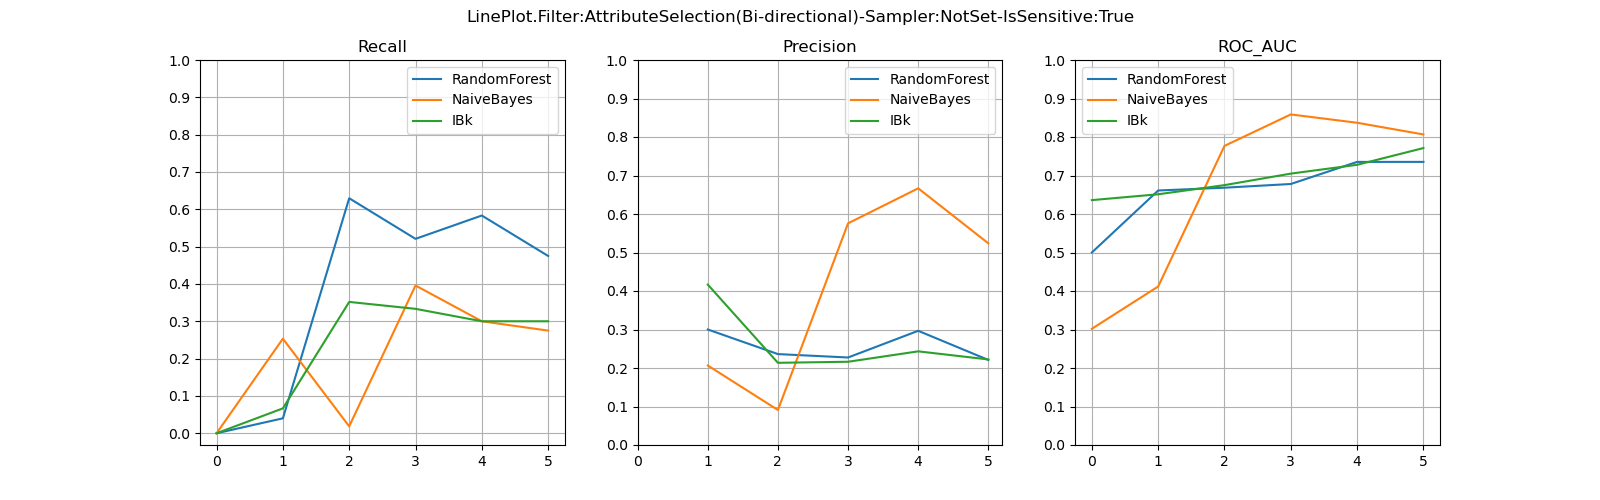 LinePlot.Filter:AttributeSelection(Bi-directional)-Sampler:NotSet-IsSensitive:True
Recall
1.0
0.9
0.8
0.7
0.6
0.5
0.4
0.3
0.2
0.1
0.0
0 1 2 3 4 5
RandomForest
NaiveBayes
IBk
Precision
1.0
0.9
0.8
0.7
0.6
0.5
0.4
0.3
0.2
0.1
0.0
0 1 2 3 4 5
RandomForest
NaiveBayes
IBk
ROC_AUC
1.0
0.9
0.8
0.7
0.6
0.5
0.4
0.3
0.2
0.1
0.0
0 1 2 3 4 5
RandomForest
NaiveBayes
IBk